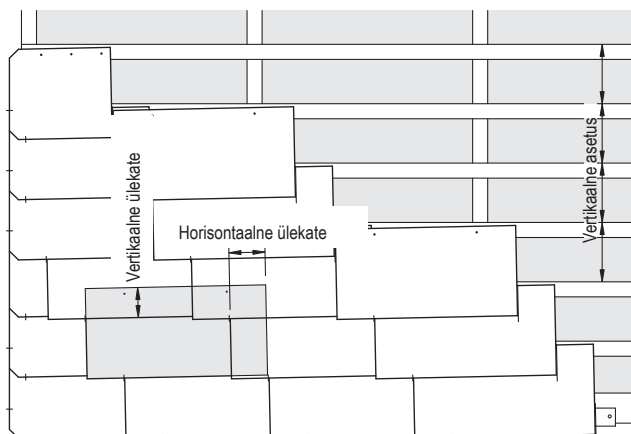 Vertikaalne asetus
Vertikaalne ülekate
Horisontaalne ülekate